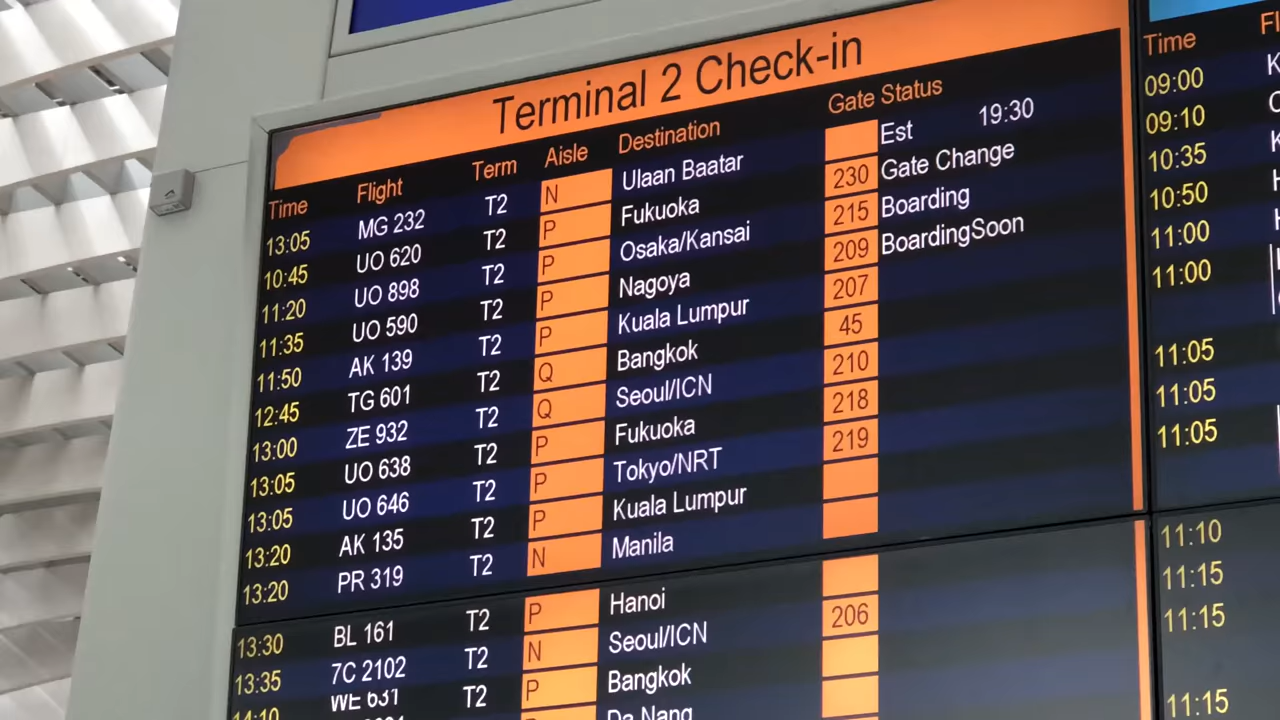 Terminal 2 Check-in
Time Flight Term Aisle Destination Gate Status
13:05 MG 232 T2 N Ulaan Baatar Est 19:30
10:45 UO 620 T2 P Fukuoka 230 Gate Change
11:20 UO 898 T2 P Osaka/Kansai 215 Boarding
11:35 UO 590 T2 P Nagoya 209 BoardingSoon
11:50 AK 139 T2 P Kuala Lumpur 207
12:45 TG 601 T2 Q Bangkok 45
13:00 ZE 932 T2 Q Seoul/ICN 210
13:05 UO 638 T2 P Fukuoka 218
13:05 UO 646 T2 P Tokyo/NRT 219
13:20 AK 135 T2 P Kuala Lumpur
13:20 PR 319 T2 N Manila
13:30 BL 161 T2 P Hanoi
13:35 7C 2102 T2 N Seoul/ICN 206
14:10 WE 631 T2 P Bangkok
Da Nang
Time
09:00
09:10
10:35
10:50
11:00
11:00
11:05
11:05
11:05
11:10
11:15
11:15
11:15